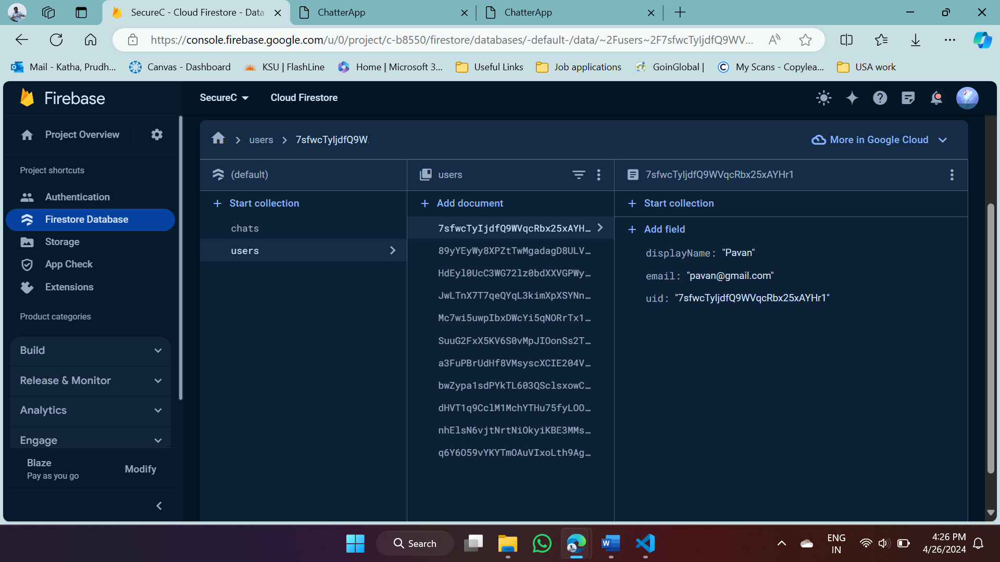 SecureC - Cloud Firestore - Data
ChatterApp
ChatterApp
https://console.firebase.google.com/u/0/project/c-b8550/firestore/databases/-default-/data/~2Fusers~2F7sfwcTyIjdfQ9WV...
Mail - Katha, Prudh...
Canvas - Dashboard
KSU | FlashLine
Home | Microsoft 3...
Useful Links
Job applications
GoinGlobal |
My Scans - Copylea...
USA work
Firebase
SecureC
Cloud Firestore
Project Overview
Project shortcuts
Authentication
Firestore Database
Storage
App Check
Extensions
Product categories
Build
Release & Monitor
Analytics
Engage
Blaze
Pay as you go
Modify
users
7sfwcTyIjdfQ9W.
More in Google Cloud
(default)
Start collection
chats
users
users
Add document
7sfwcTyIjdfQ9WVqcRbx25xAYH...
89yYEyWy8XPZtTwMgadagD8ULV...
HdEyl0UcC3WG72lz0bdXXVGPWy...
JwLTnX7T7qeQYqL3kimXpXSYNn...
Mc7wi5uwpIbxDWcYi5qNORrTx1...
SuuG2FxX5KV6S0vMpJIOonSs2T...
a3FuPBrUdHf8VMsyscXCIE204V...
bwZypa1sdPYkTL603QSclsxowC...
dHVT1q9CclM1MchYTHu75fyLOO...
nhElsN6vjtNrtNiOkyiKBE3MMs...
q6Y6O59vYKYTmOAuVIxoLth9Ag...
7sfwcTyIjdfQ9WVqcRbx25xAYHr1
Start collection
Add field
displayName: "Pavan"
email: "pavan@gmail.com"
uid: "7sfwcTyIjdfQ9WVqcRbx25xAYHr1"
Search
ENG
IN
4:26 PM
4/26/2024